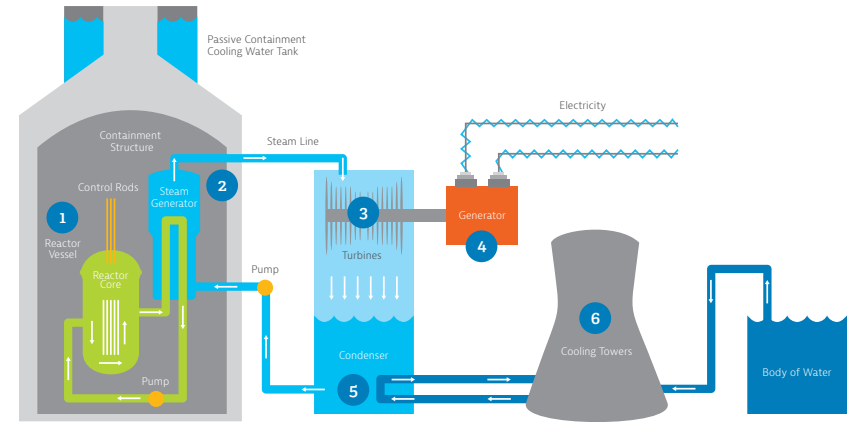 Passive Containment
Cooling Water Tank
Electricity
Containment
Structure
Steam Line
Control Rods
Steam
Generator
2
1
Reactor
Vessel
3
Generator
4
Turbines
Reactor
Core
Pump
6
Cooling Towers
Condenser
Body of Water
Pump
5